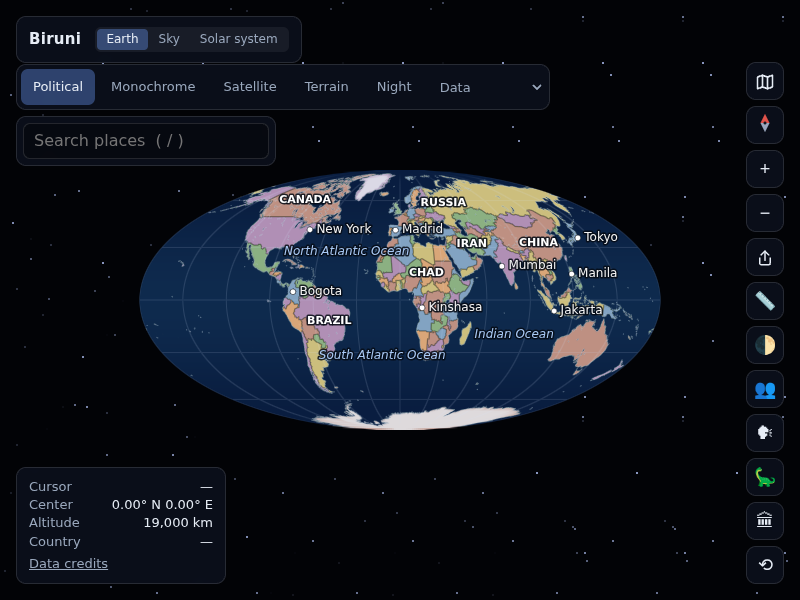 Biruni Earth Sky Solar system
Political Monochrome Satellite Terrain Night Data
Search places ( / )
CANADA
RUSSIA
New York
Madrid
Tokyo
IRAN
CHINA
North Atlantic Ocean
Mumbai
CHAD
Manila
Bogota
Kinshasa
Jakarta
BRAZIL
Indian Ocean
South Atlantic Ocean
Cursor —
Center 0.00° N 0.00° E
Altitude 19,000 km
Country —
Data credits